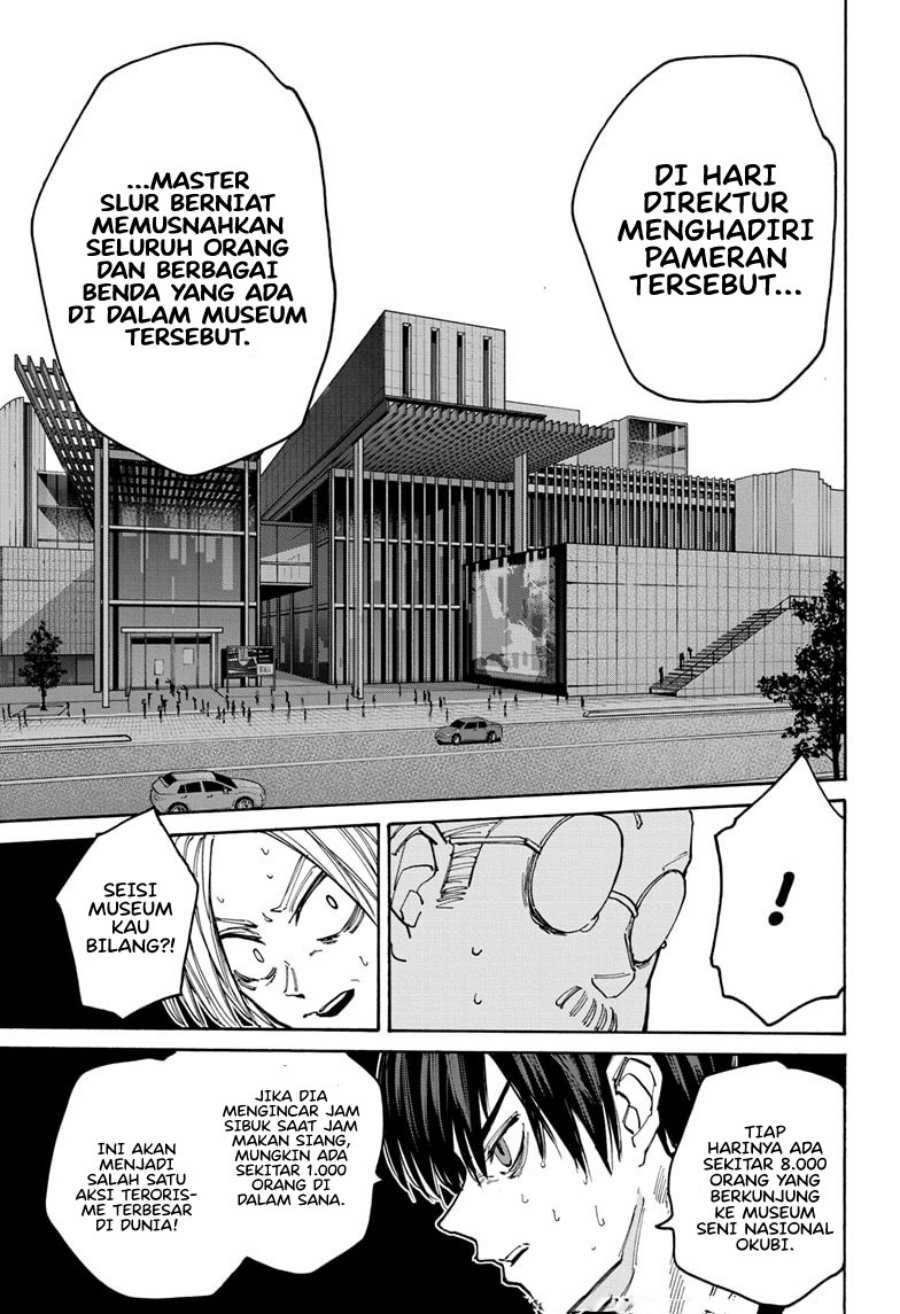 DI HARI
DIREKTUR
MENGHADIRI
PAMERAN
TERSEBUT...
...MASTER
SLUR BERNIAT
MEMUSNAHKAN
SELURUH ORANG
DAN BERBAGAI
BENDA YANG ADA
DI DALAM MUSEUM
TERSEBUT.
!
SEISI
MUSEUM
KAU
BILANG?!
TIAP
HARINYA ADA
SEKITAR 8.000
ORANG YANG
BERKUNJUNG
KE MUSEUM
SENI NASIONAL
OKUBI.
JIKA DIA
MENGINCAR JAM
SIBUK SAAT JAM
MAKAN SIANG,
MUNGKIN ADA
SEKITAR 1.000
ORANG DI
DALAM SANA.
INI AKAN
MENJADI
SALAH SATU
AKSI TERORIS-
ME TERBESAR
DI DUNIA!